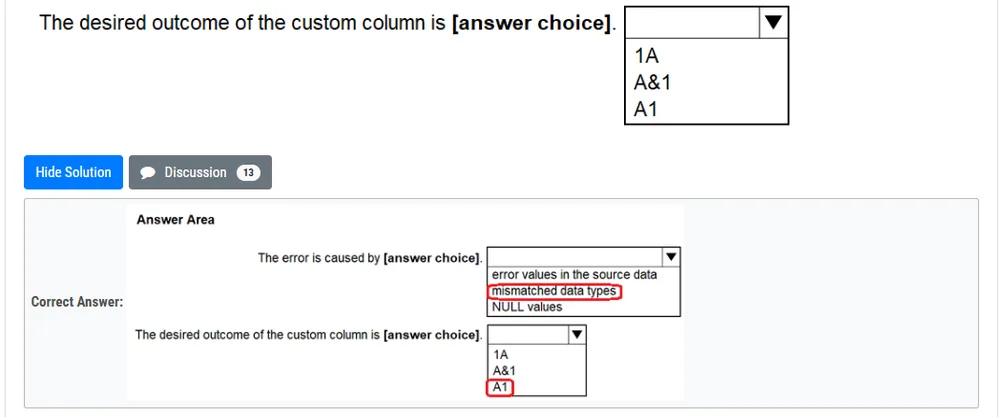 The desired outcome of the custom column is [answer choice].
1A
A&1
A1
Hide Solution
Discussion 13
Answer Area
The error is caused by [answer choice].
error values in the source data
mismatched data types
NULL values
Correct Answer:
The desired outcome of the custom column is [answer choice].
1A
A&1
A1